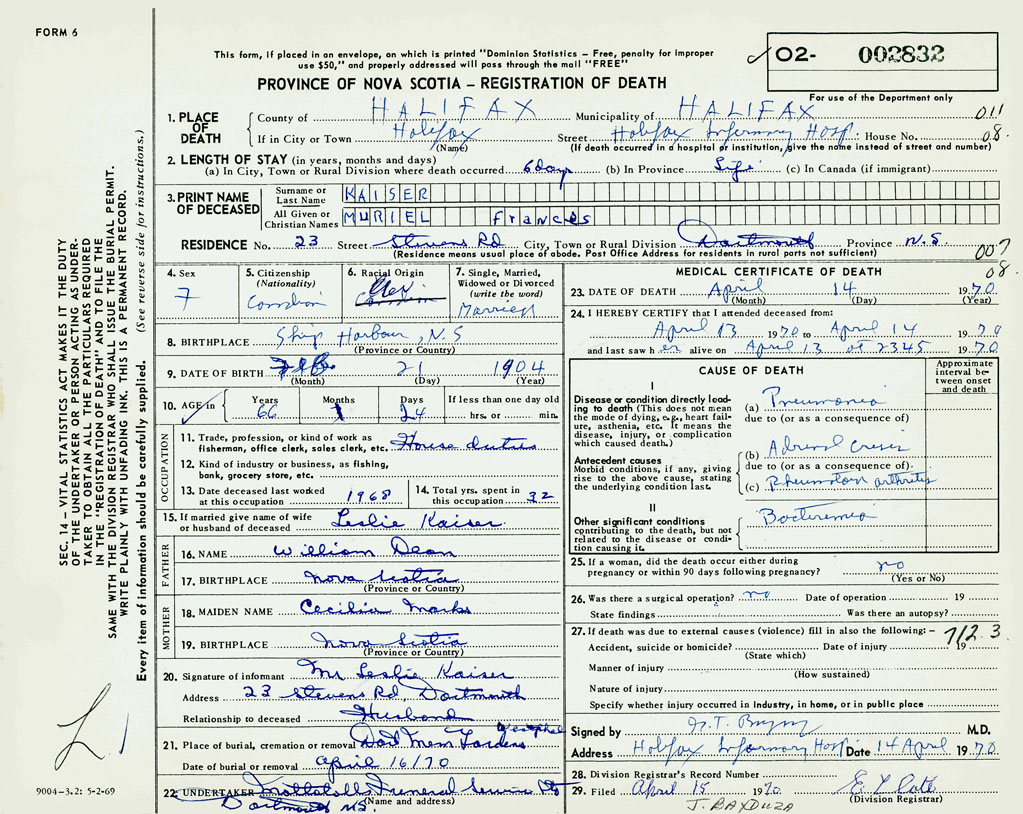 FORM 6
This form, if placed in an envelope, on which is printed "Dominion Statistics – Free, penalty for improper
use $50," and properly addressed will pass through the mail "FREE"
O2- 002832
PROVINCE OF NOVA SCOTIA – REGISTRATION OF DEATH
For use of the Department only
1. PLACE OF DEATH
County of HALIFAX Municipality of HALIFAX 011
If in City or Town Halifax Street Halifax Infirmary Hosp. House No. 08.
(Name) (If death occurred in a hospital or institution, give the name instead of street and number)
2. LENGTH OF STAY (in years, months and days)
(a) In City, Town or Rural Division where death occurred 6 days (b) In Province Life (c) In Canada (if immigrant)
3. PRINT NAME OF DECEASED
Surname or Last Name KAISER
All Given or Christian Names MURIEL Frances
RESIDENCE No. 23 Street Stevens Rd City, Town or Rural Division Dartmouth Province N.S.
(Residence means usual place of abode. Post Office Address for residents in rural parts not sufficient)
007
08.
4. Sex
F
5. Citizenship
(Nationality)
Canadian
6. Racial Origin
7. Single, Married,
Widowed or Divorced
(write the word)
Married
8. BIRTHPLACE Ship Harbour, N.S
(Province or Country)
9. DATE OF BIRTH Feb 21 1904
(Month) (Day) (Year)
10. AGE in Years Months Days If less than one day old
66 1 24 hrs. or min.
OCCUPATION
11. Trade, profession, or kind of work as
fisherman, office clerk, sales clerk, etc. House duties
12. Kind of industry or business, as fishing,
bank, grocery store, etc.
13. Date deceased last worked
at this occupation 1968
14. Total yrs. spent in
this occupation 32
15. If married give name of wife
or husband of deceased Leslie Kaiser
FATHER
16. NAME William Dean
17. BIRTHPLACE Nova Scotia
(Province or Country)
MOTHER
18. MAIDEN NAME Cecilia Marks
19. BIRTHPLACE Nova Scotia
(Province or Country)
20. Signature of informant Mr Leslie Kaiser
Address 23 Stevens Rd, Dartmouth
Relationship to deceased Husband
21. Place of burial, cremation or removal Dart Mem Gardens Westphal
Date of burial or removal April 16/70
22. UNDERTAKER Funeral Service
Dartmouth NS. (Name and address)
MEDICAL CERTIFICATE OF DEATH
23. DATE OF DEATH April 14 1970
(Month) (Day) (Year)
24. I HEREBY CERTIFY that I attended deceased from:
April 13 1970 to April 14 1970
and last saw her alive on April 13 at 2345 1970
CAUSE OF DEATH
Approximate
interval be-
tween onset
and death
I
Disease or condition directly lead-
ing to death (This does not mean
the mode of dying, e.g., heart fail-
ure, asthenia, etc. It means the
disease, injury, or complication
which caused death.)
(a) Pneumonia
due to (or as a consequence of)
Antecedent causes
Morbid conditions, if any, giving
rise to the above cause, stating
the underlying condition last.
(b) Adrenal Crisis
due to (or as a consequence of).
(c) Rheumatoid arthritis
II
Other significant conditions
contributing to the death, but not
related to the disease or condi-
tion causing it.
Bacteremia
25. If a woman, did the death occur either during
pregnancy or within 90 days following pregnancy? no
(Yes or No)
26. Was there a surgical operation? no Date of operation 19
State findings Was there an autopsy?
27. If death was due to external causes (violence) fill in also the following:– 712.3
Accident, suicide or homicide? Date of injury 19
(State which)
Manner of injury
(How sustained)
Nature of injury
Specify whether injury occurred in industry, in home, or in public place
Signed by M.D.
Address Halifax Infirmary Hosp Date 14 April 1970
28. Division Registrar's Record Number
29. Filed April 15 1970
(Division Registrar)
J. BAXDUZA
SEC. 14 – VITAL STATISTICS ACT MAKES IT THE DUTY
OF THE UNDERTAKER OR PERSON ACTING AS UNDER-
TAKER TO OBTAIN ALL THE PARTICULARS REQUIRED
IN THE "REGISTRATION OF DEATH" AND TO FILE THE
SAME WITH THE DIVISION REGISTRAR WHO SHALL ISSUE THE BURIAL PERMIT.
WRITE PLAINLY WITH UNFADING INK. THIS IS A PERMANENT RECORD.
Every item of information should be carefully supplied. (See reverse side for instructions.)
9004–3.2: 5-2-69